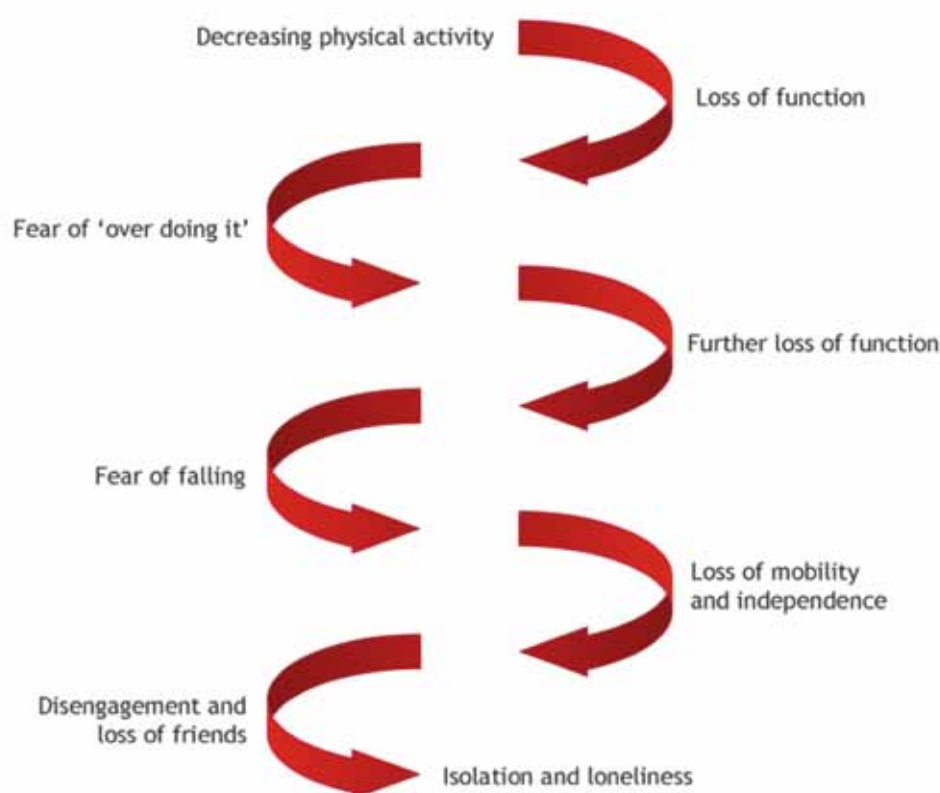 Decreasing physical activity
Loss of function
Fear of ‘over doing it’
Further loss of function
Fear of falling
Loss of mobility
and independence
Disengagement and
loss of friends
Isolation and loneliness